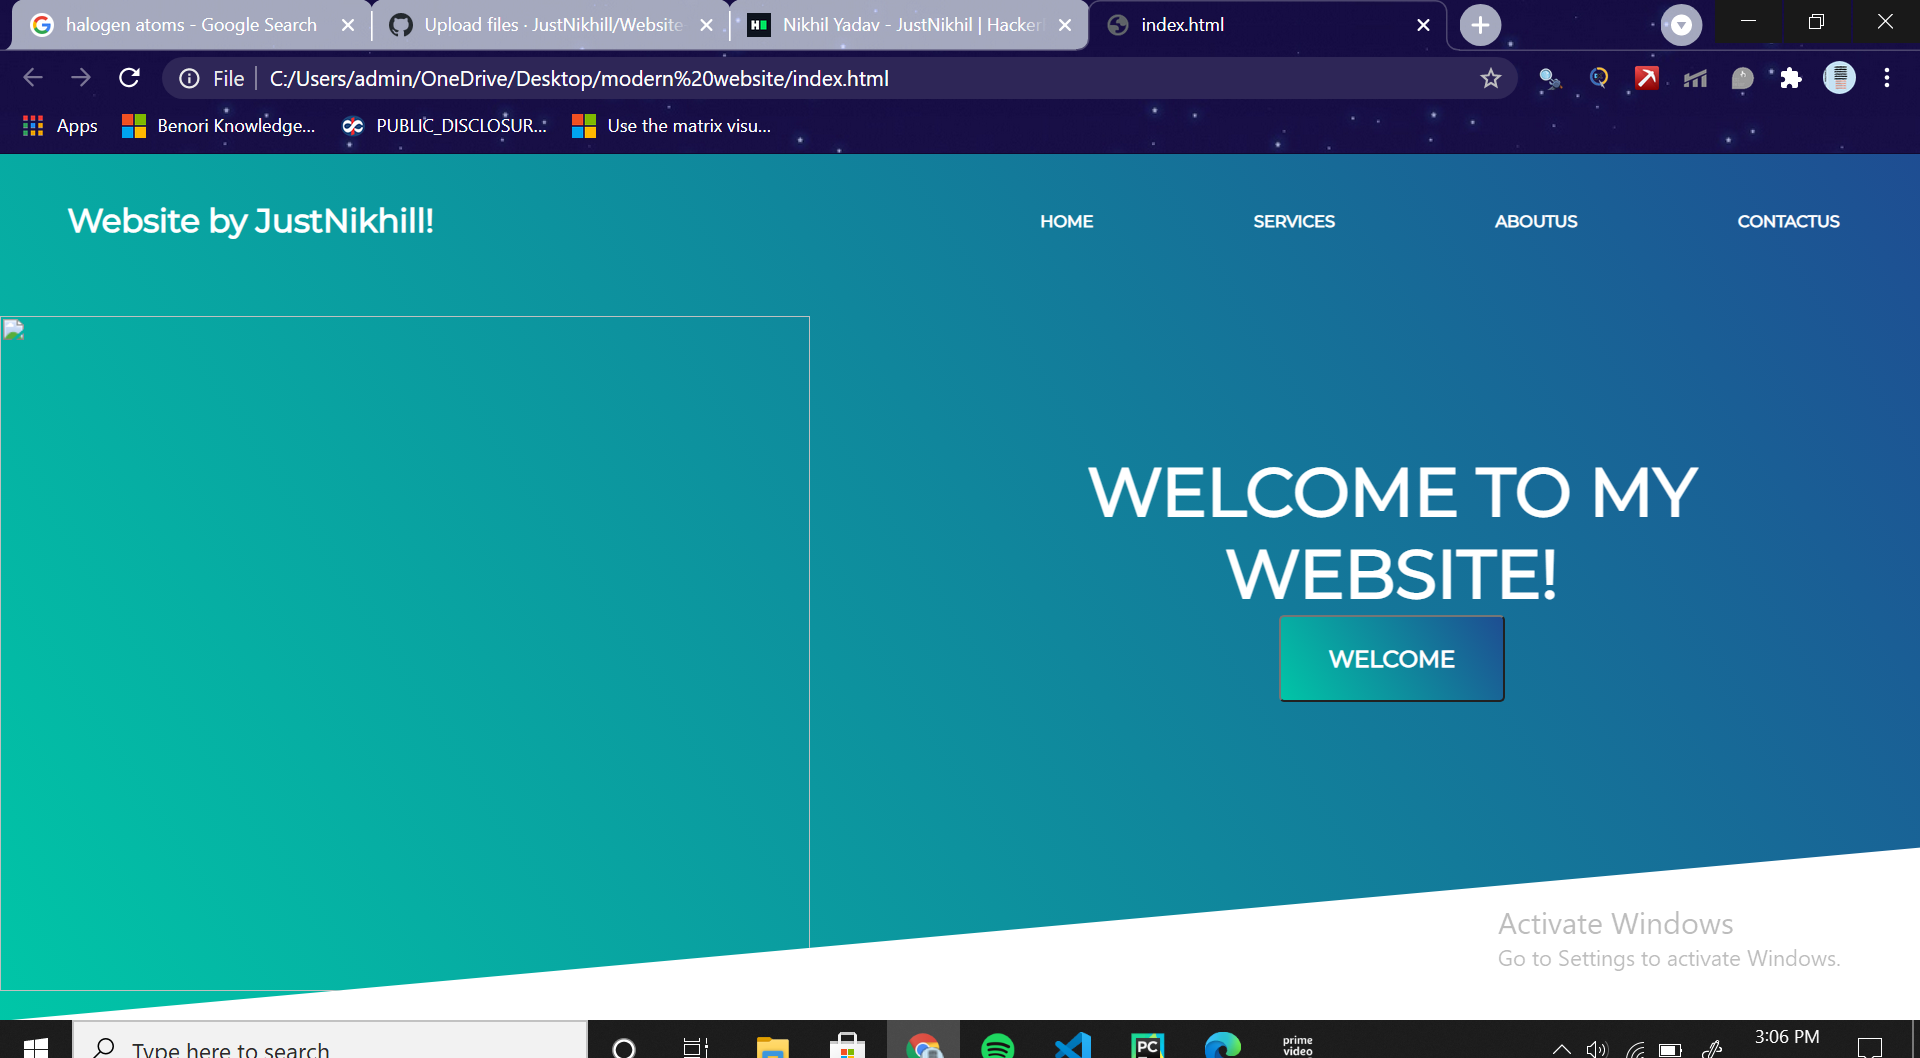 halogen atoms - Google Search
Upload files · JustNikhill/Website
Nikhil Yadav - JustNikhil | Hacker
index.html
File
C:/Users/admin/OneDrive/Desktop/modern%20website/index.html
Apps
Benori Knowledge...
PUBLIC_DISCLOSUR...
Use the matrix visu...
Website by JustNikhill!
HOME
SERVICES
ABOUTUS
CONTACTUS
WELCOME TO MY
WEBSITE!
WELCOME
Activate Windows
Go to Settings to activate Windows.
Type here to search
PC
prime
video
3:06 PM